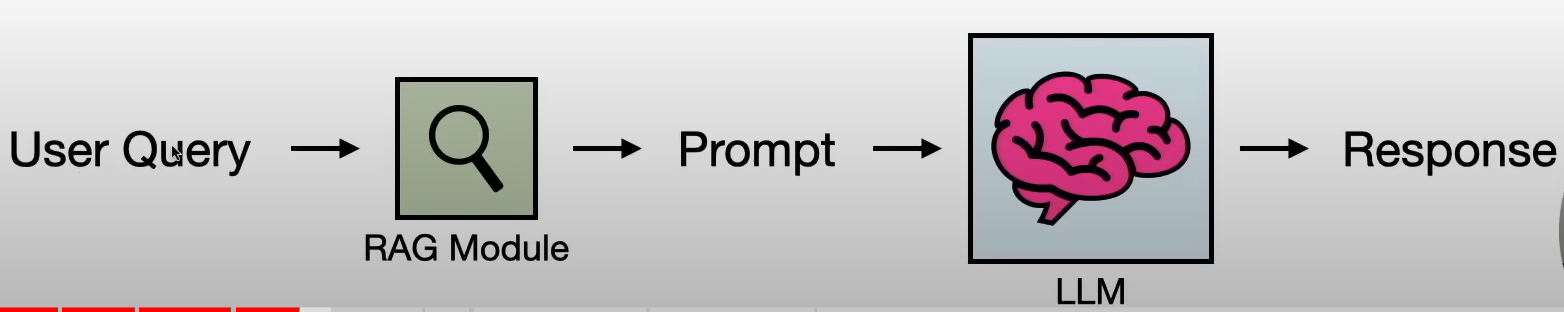 User Query
RAG Module
Prompt
LLM
Response